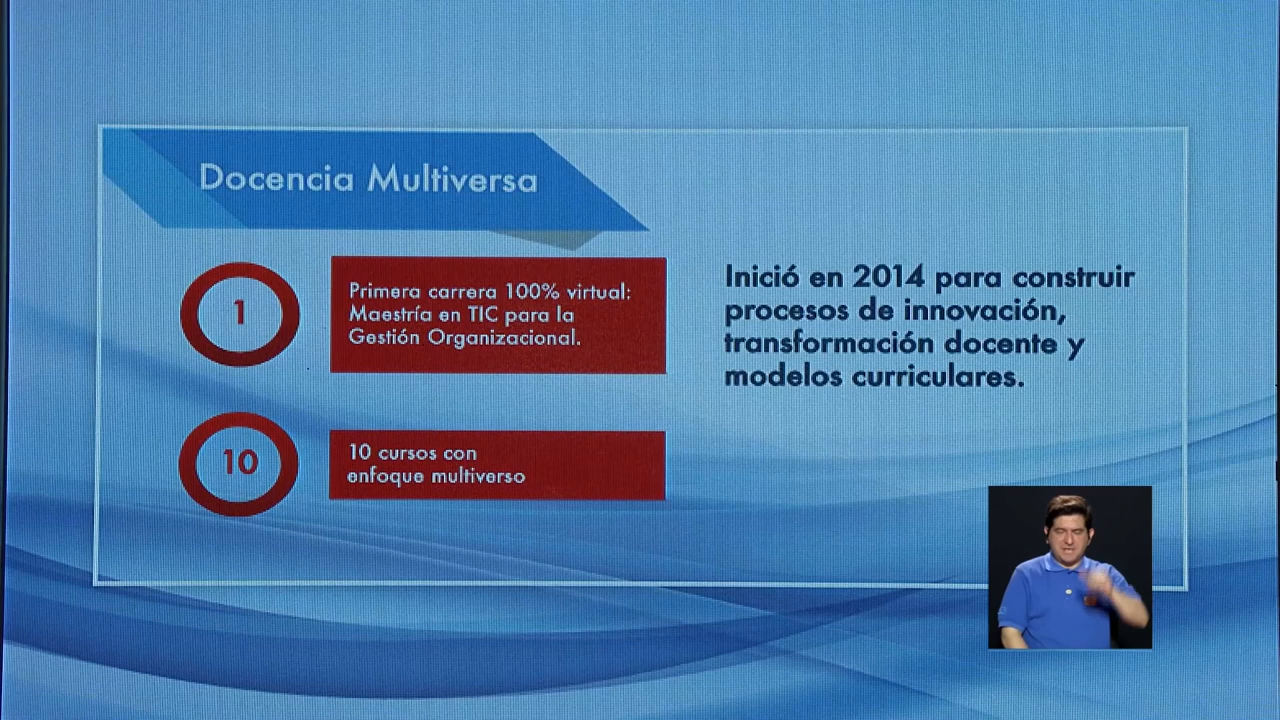 Docencia Multiversa
1
Primera carrera 100% virtual:
Maestría en TIC para la
Gestión Organizacional.
10
10 cursos con
enfoque multiverso
Inició en 2014 para construir
procesos de innovación,
transformación docente y
modelos curriculares.